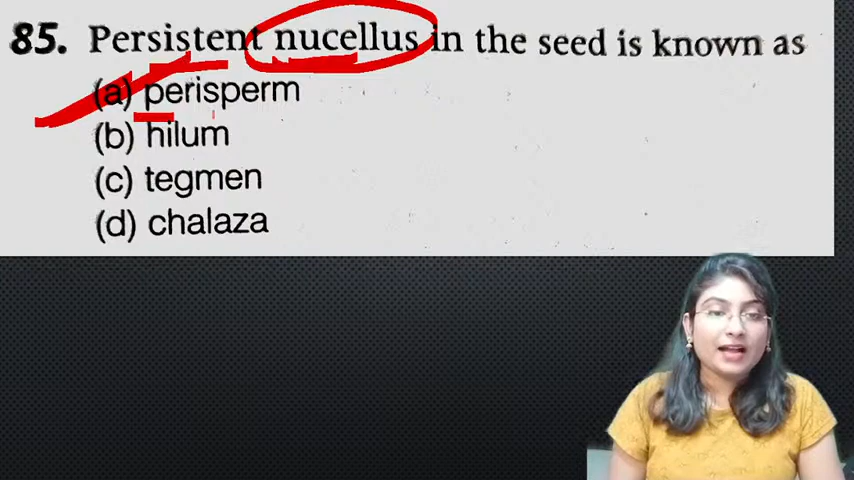 85. Persistent nucellus in the seed is known as
(a) perisperm
(b) hilum
(c) tegmen
(d) chalaza